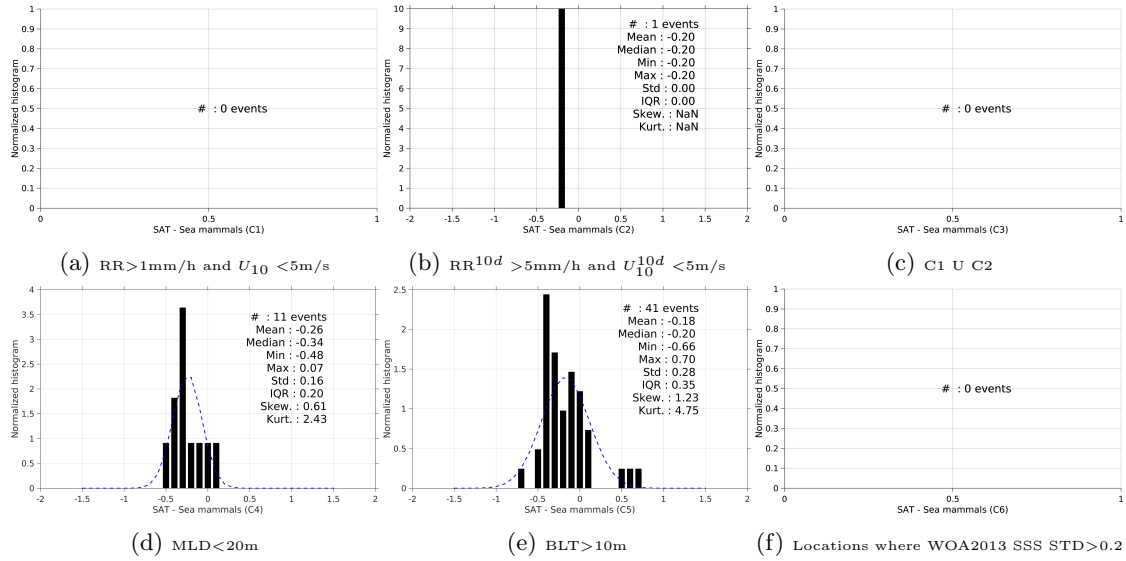 1
0.9
0.8
0.7
0.6
0.5
0.4
0.3
0.2
0.1
0
Normalized histogram
# : 0 events
0 0.5 1
SAT - Sea mammals (C1)
(a) RR>1mm/h and U10 <5m/s
10
9
8
7
6
5
4
3
2
1
0
Normalized histogram
# : 1 events
Mean : -0.20
Median : -0.20
Min : -0.20
Max : -0.20
Std : 0.00
IQR : 0.00
Skew. : NaN
Kurt. : NaN
-2 -1.5 -1 -0.5 0 0.5 1 1.5 2
SAT - Sea mammals (C2)
(b) RR10d >5mm/h and U10d10 <5m/s
1
0.9
0.8
0.7
0.6
0.5
0.4
0.3
0.2
0.1
0
Normalized histogram
# : 0 events
0 0.5 1
SAT - Sea mammals (C3)
(c) C1 U C2
4
3.5
3
2.5
2
1.5
1
0.5
0
Normalized histogram
# : 11 events
Mean : -0.26
Median : -0.34
Min : -0.48
Max : 0.07
Std : 0.16
IQR : 0.20
Skew. : 0.61
Kurt. : 2.43
-2 -1.5 -1 -0.5 0 0.5 1 1.5 2
SAT - Sea mammals (C4)
(d) MLD<20m
2.5
2
1.5
1
0.5
0
Normalized histogram
# : 41 events
Mean : -0.18
Median : -0.20
Min : -0.66
Max : 0.70
Std : 0.28
IQR : 0.35
Skew. : 1.23
Kurt. : 4.75
-2 -1.5 -1 -0.5 0 0.5 1 1.5 2
SAT - Sea mammals (C5)
(e) BLT>10m
1
0.9
0.8
0.7
0.6
0.5
0.4
0.3
0.2
0.1
0
Normalized histogram
# : 0 events
0 0.5 1
SAT - Sea mammals (C6)
(f) Locations where WOA2013 SSS STD>0.2